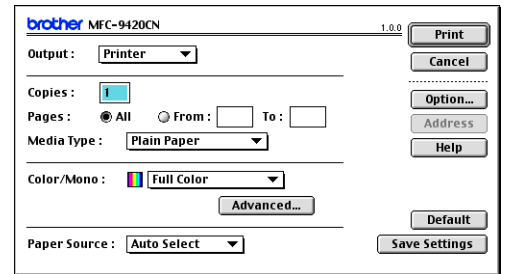 brother MFC-9420CN 1.0.0
Print
Output : Printer
Cancel
Copies : 1
Option...
Pages : All From : To :
Address
Media Type : Plain Paper
Help
Color/Mono : Full Color
Advanced...
Default
Paper Source : Auto Select
Save Settings